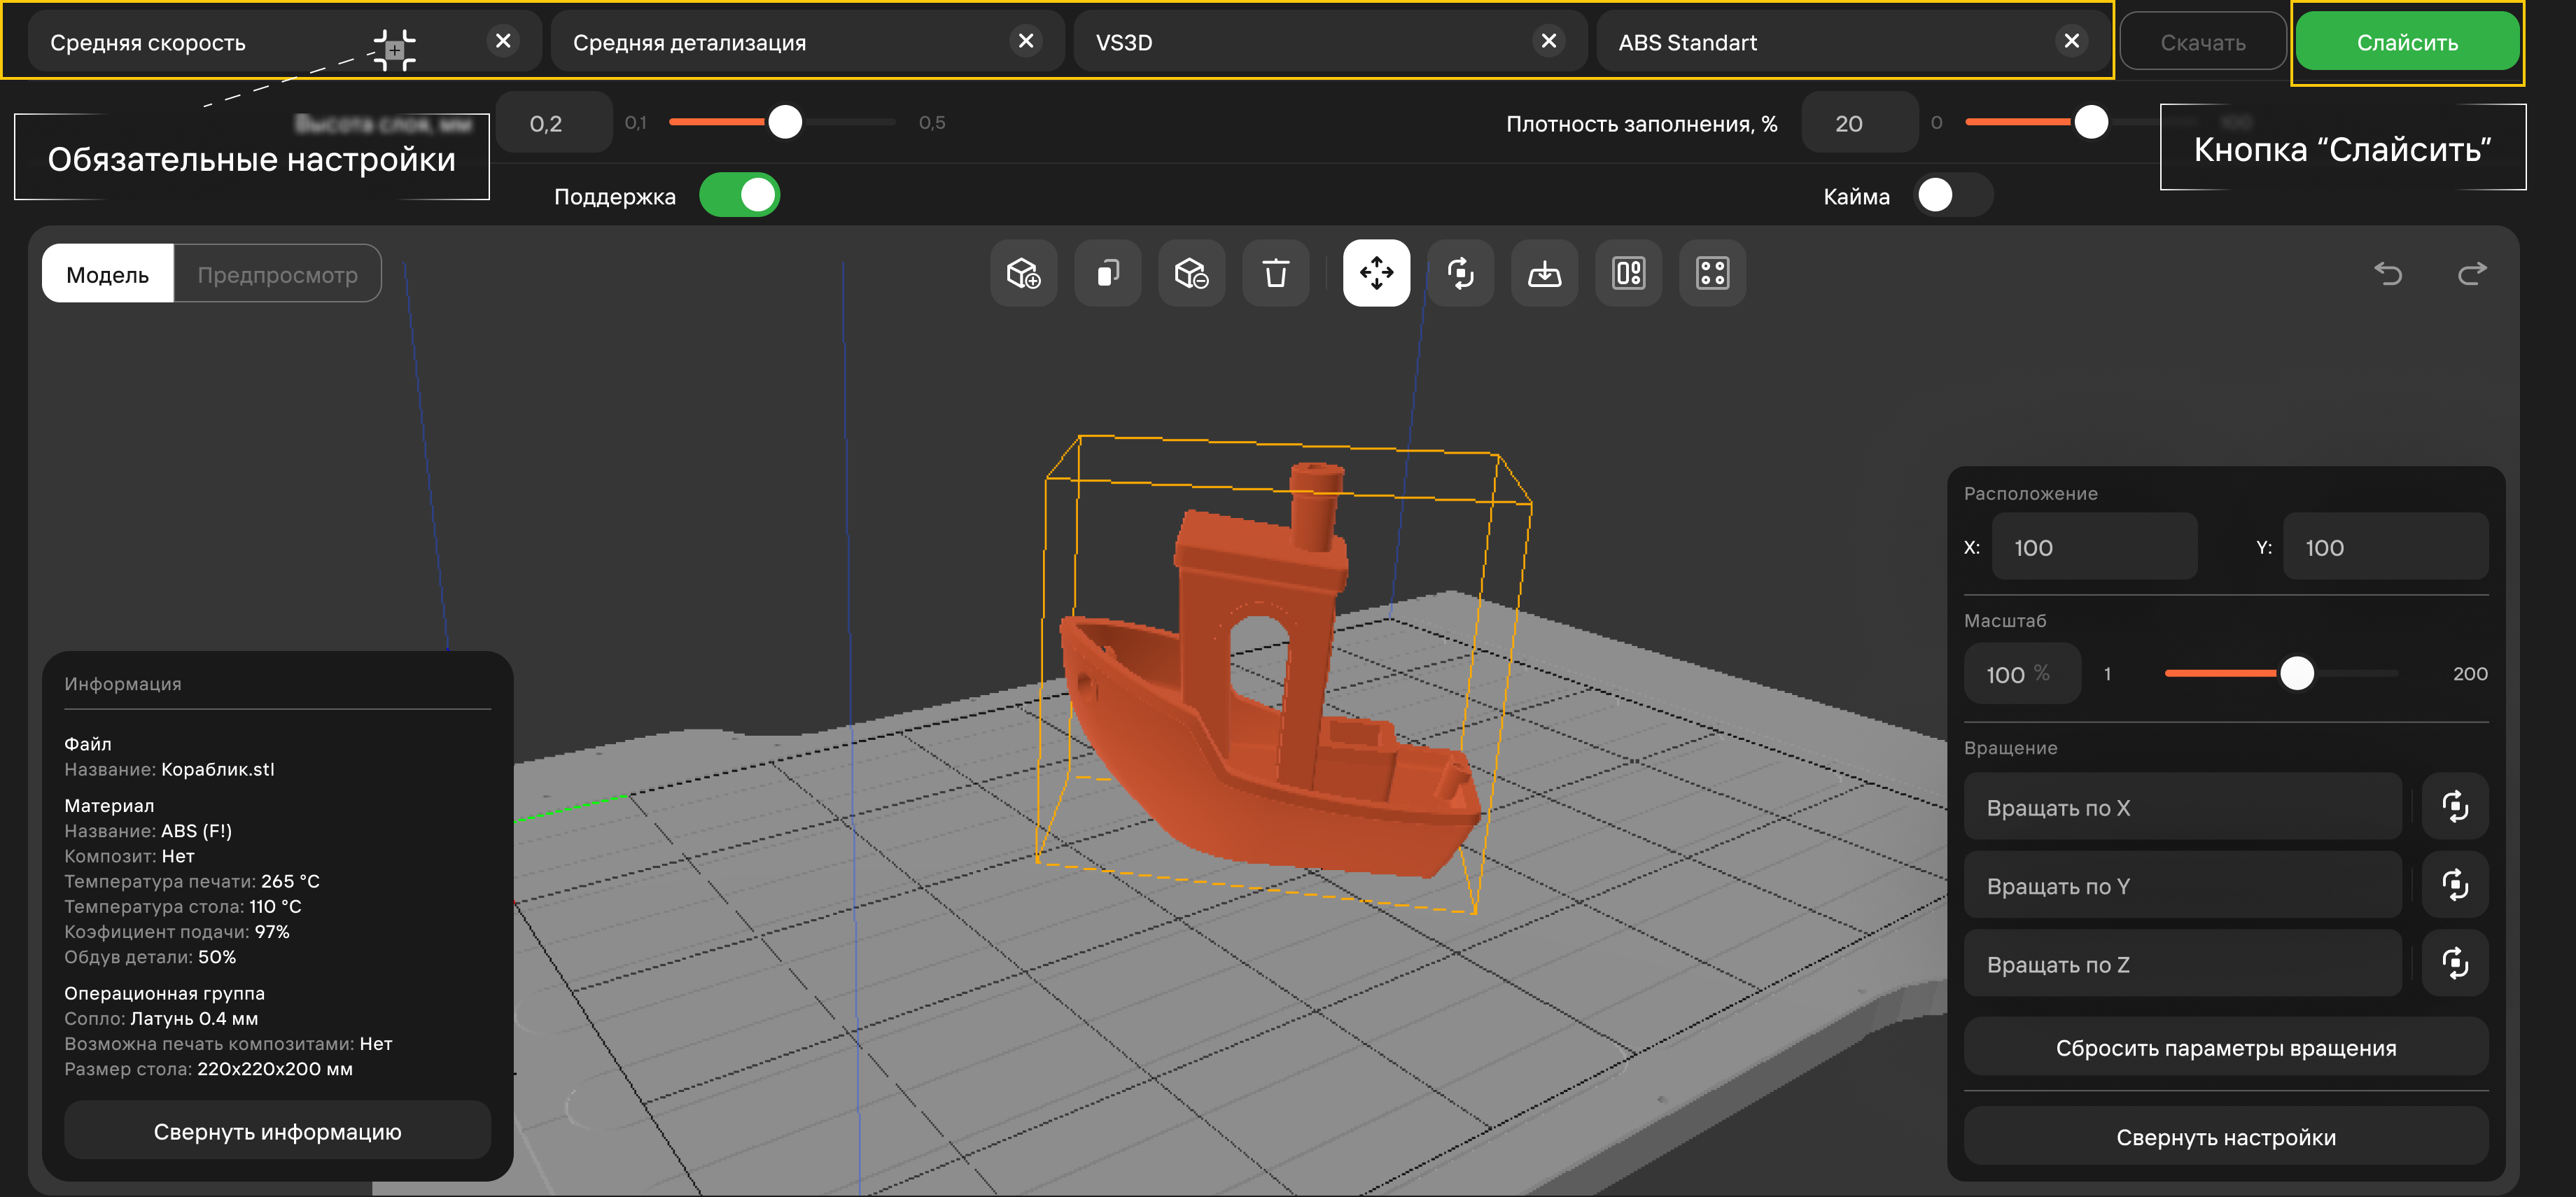 Средняя скорость
Средняя детализация
VS3D
ABS Standart
Скачать
Слайсить
Высота слоя, мм
0,2
0,1
0,5
Плотность заполнения, %
20
0
100
Обязательные настройки
Кнопка “Слайсить”
Поддержка
Кайма
Модель
Предпросмотр
Информация
Файл
Название: Кораблик.stl
Материал
Название: ABS (F!)
Композит: Нет
Температура печати: 265 °C
Температура стола: 110 °C
Коэфициент подачи: 97%
Обдув детали: 50%
Операционная группа
Сопло: Латунь 0.4 мм
Возможна печать композитами: Нет
Размер стола: 220x220x200 мм
Свернуть информацию
Расположение
X: 100
Y: 100
Масштаб
100 %
1
200
Вращение
Вращать по X
Вращать по Y
Вращать по Z
Сбросить параметры вращения
Свернуть настройки